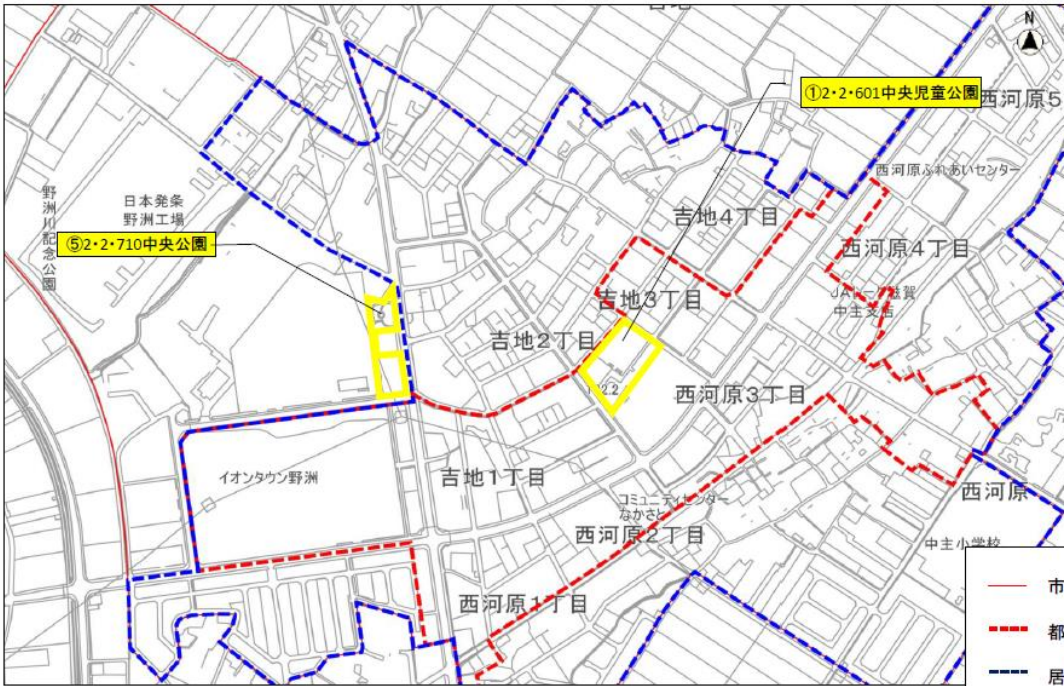 N
①2・2・601中央児童公園
西河原5
西河原ふれあいセンター
野洲川記念公園
日本発条
野洲工場
吉地4丁目
西河原4丁目
⑤2・2・710中央公園
吉地3丁目
中主支店
吉地2丁目
西河原3丁目
イオンタウン野洲
吉地1丁目
コミュニティセンター
なかさと
西河原
西河原2丁目
中主小学校
西河原1丁目
市
都
居